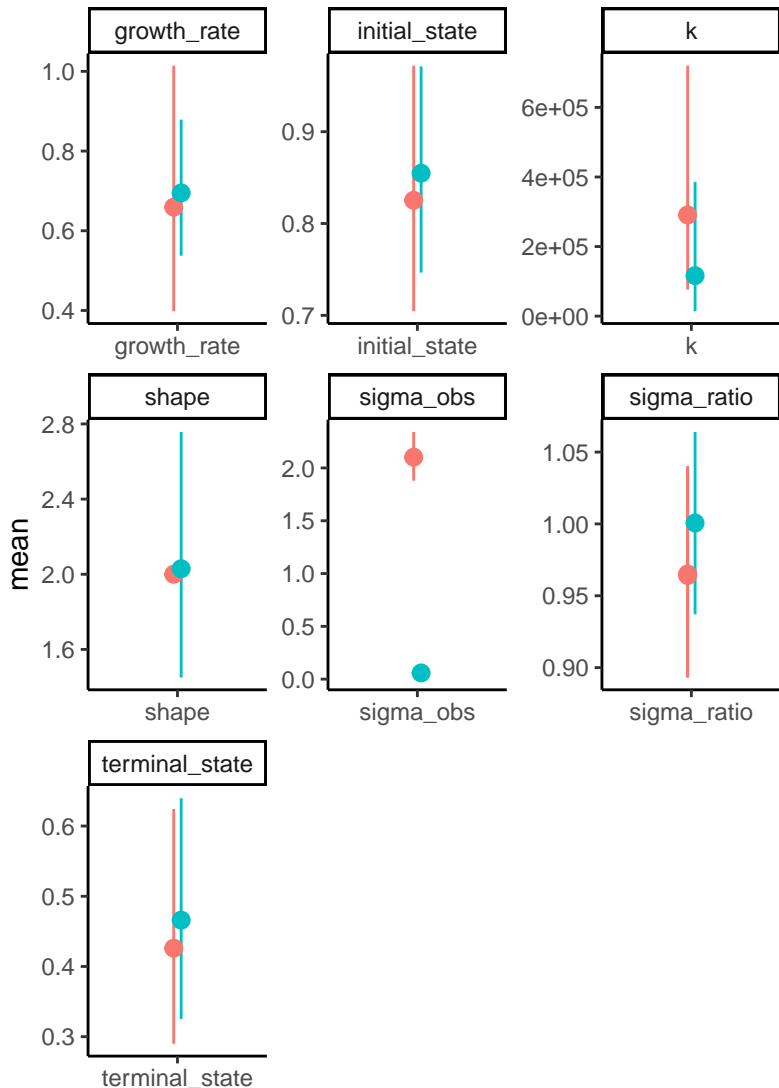 growth_rate
initial_state
k
1.0
0.8
0.6
0.4
0.9
0.8
0.7
6e+05
4e+05
2e+05
0e+00
growth_rate
initial_state
k
shape
sigma_obs
sigma_ratio
mean
2.8
2.4
2.0
1.6
2.0
1.5
1.0
0.5
0.0
1.05
1.00
0.95
0.90
shape
sigma_obs
sigma_ratio
terminal_state
0.6
0.5
0.4
0.3
terminal_state